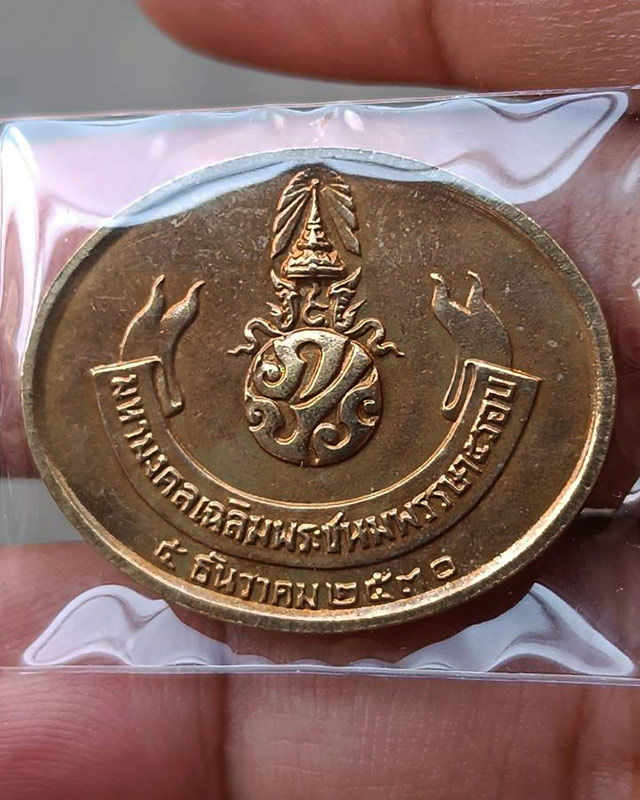 มหามงคลเฉลิมพระชนมพรรษา ๕ รอบ
๕ ธันวาคม ๒๕๓๐